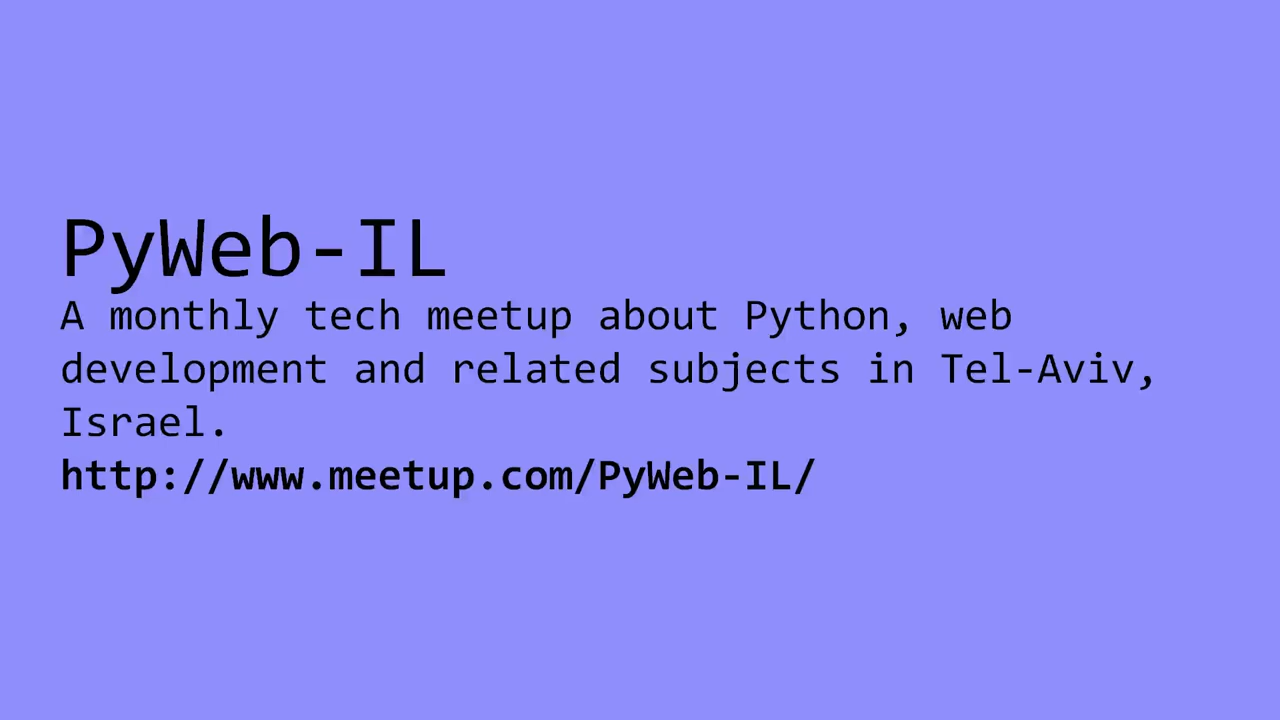 PyWeb-IL
A monthly tech meetup about Python, web
development and related subjects in Tel-Aviv,
Israel.
http://www.meetup.com/PyWeb-IL/